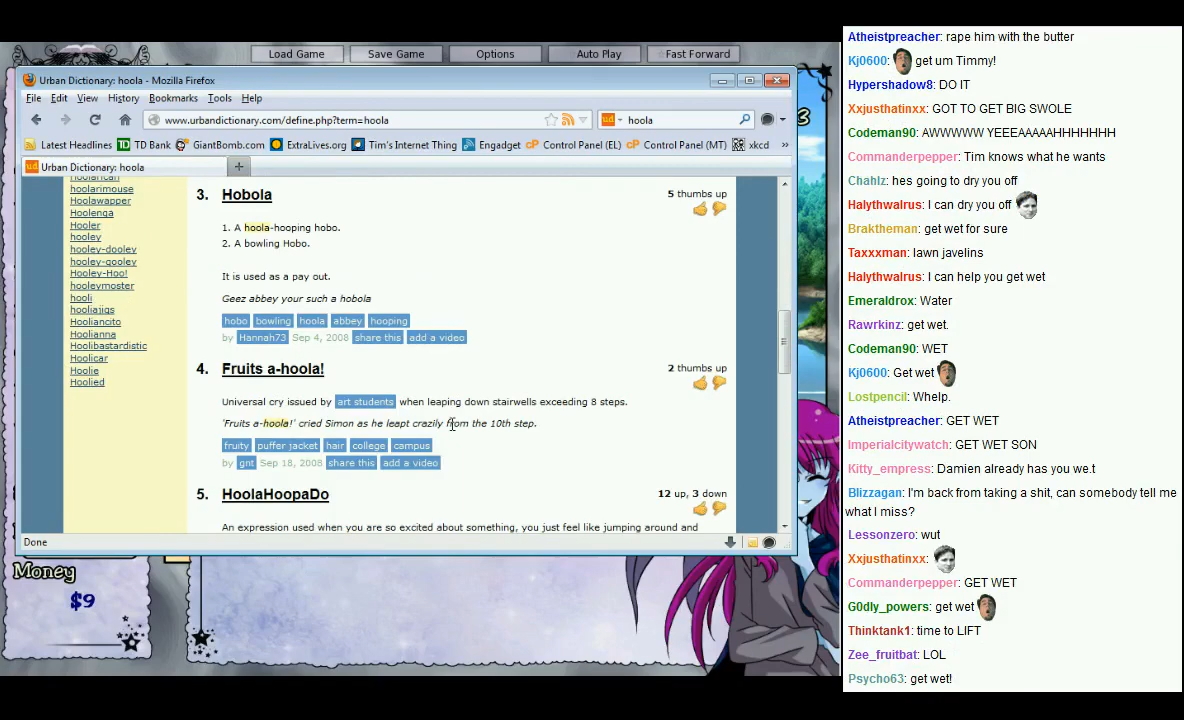 Load Game
Save Game
Options
Auto Play
Fast Forward
Urban Dictionary: hoola - Mozilla Firefox
File Edit View History Bookmarks Tools Help
www.urbandictionary.com/define.php?term=hoola
hoola
Latest Headlines TD Bank GiantBomb.com ExtraLives.org Tim's Internet Thing Engadget Control Panel (EL) Control Panel (MT) xkcd »
Urban Dictionary: hoola
hoolarimouse
Hoolawapper
Hoolenga
Hooler
hooley
hooley-dooley
hooley-gooley
Hooley-Hoo!
hooleymoster
hooli
hooliajigs
Hooliancito
Hoolianna
Hoolibastardistic
Hoolicar
Hoolie
Hoolied
3. Hobola
5 thumbs up
1. A hoola-hooping hobo.
2. A bowling Hobo.
It is used as a pay out.
Geez abbey your such a hobola
hobo bowling hoola abbey hooping
by Hannah73 Sep 4, 2008 share this add a video
4. Fruits a-hoola!
2 thumbs up
Universal cry issued by art students when leaping down stairwells exceeding 8 steps.
'Fruits a-hoola!' cried Simon as he leapt crazily from the 10th step.
fruity puffer jacket hair college campus
by gnt Sep 18, 2008 share this add a video
5. HoolaHoopaDo
12 up, 3 down
An expression used when you are so excited about something, you just feel like jumping around and
Done
Money
$9
3
Atheistpreacher: rape him with the butter
Kj0600: get um Timmy!
Hypershadow8: DO IT
Xxjusthatinxx: GOT TO GET BIG SWOLE
Codeman90: AWWWWW YEEEAAAAAHHHHHHHH
Commanderpepper: Tim knows what he wants
Chahlz: hes going to dry you off
Halythwalrus: I can dry you off
Braktheman: get wet for sure
Taxxxman: lawn javelins
Halythwalrus: I can help you get wet
Emeraldrox: Water
Rawrkinz: get wet.
Codeman90: WET
Kj0600: Get wet
Lostpencil: Whelp.
Atheistpreacher: GET WET
Imperialcitywatch: GET WET SON
Kitty_empress: Damien already has you we.t
Blizzagan: I'm back from taking a shit, can somebody tell me
what I miss?
Lessonzero: wut
Xxjusthatinxx:
Commanderpepper: GET WET
G0dly_powers: get wet
Thinktank1: time to LIFT
Zee_fruitbat: LOL
Psycho63: get wet!